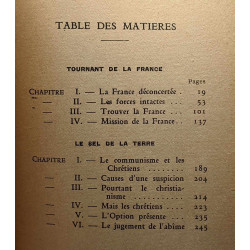 TABLE DES MATIERES
TOURNANT DE LA FRANCE
Pages
CHAPITRE I. — La France déconcertée . 19
— II. — Les forces intactes . . . 53
— III. — Trouver la France . . . 101
— IV. — Mission de la France . . 137
LE SEL DE LA TERRE
CHAPITRE I. — Le communisme et les
Chrétiens . . . . . 189
— II. — Causes d'une suspicion 204
— III. — Pourtant le christia-
nisme . . . . . 214
— IV. — Mais les chrétiens . . . 223
— V. — L'Option présente . . . 235
— VI. — Le jugement de l'abîme 245